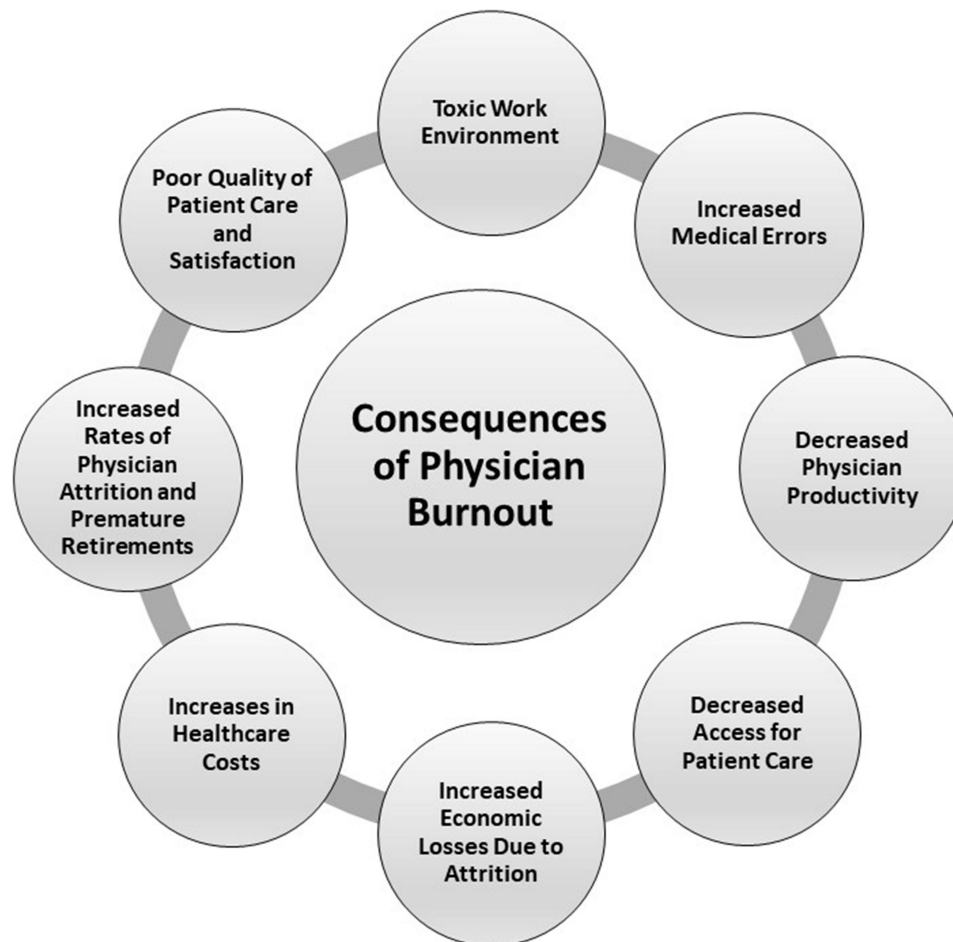 Consequences
of Physician
Burnout
Toxic Work
Environment
Increased
Medical Errors
Decreased
Physician
Productivity
Decreased
Access for
Patient Care
Increased
Economic
Losses Due to
Attrition
Increases in
Healthcare
Costs
Increased
Rates of
Physician
Attrition and
Premature
Retirements
Poor Quality of
Patient Care
and
Satisfaction